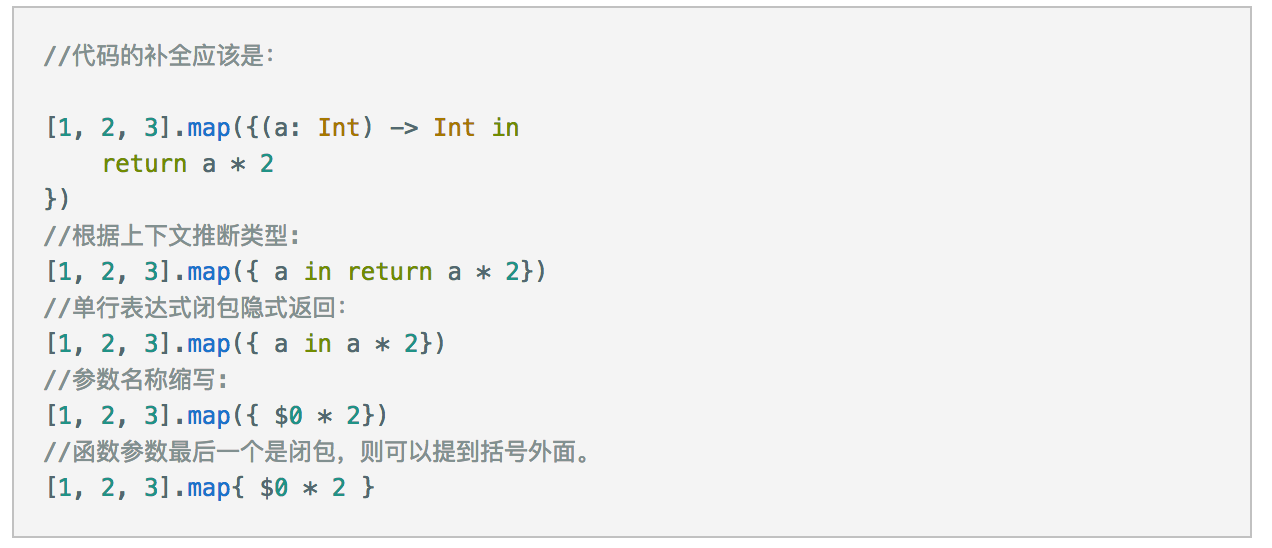 //代码的补全应该是：
[1, 2, 3].map({(a: Int) -> Int in
    return a * 2
})
//根据上下文推断类型:
[1, 2, 3].map({ a in return a * 2})
//单行表达式闭包隐式返回：
[1, 2, 3].map({ a in a * 2})
//参数名称缩写:
[1, 2, 3].map({ $0 * 2})
//函数参数最后一个是闭包，则可以提到括号外面。
[1, 2, 3].map{ $0 * 2 }